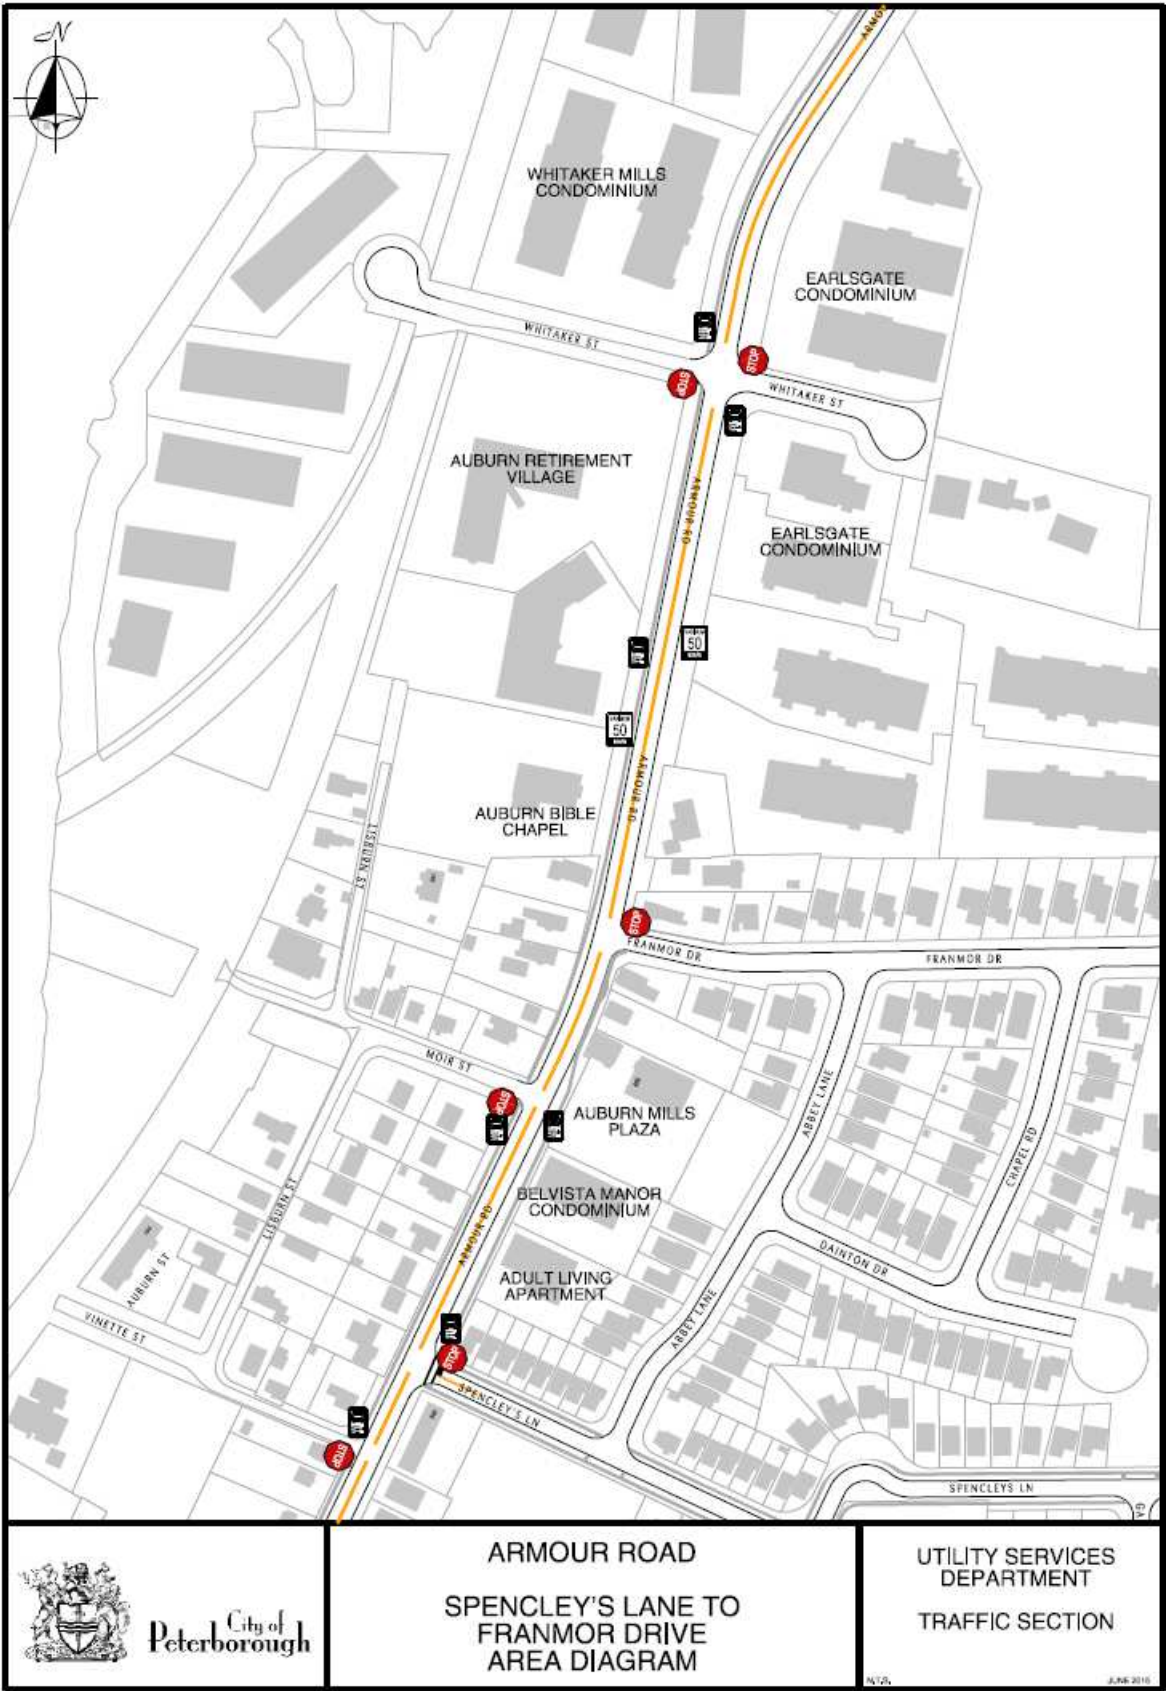 N
ARMOU
WHITAKER MILLS
CONDOMINIUM
EARLSGATE
CONDOMINIUM
WHITAKER ST
STOP
STOP
WHITAKER ST
AUBURN RETIREMENT
VILLAGE
ARMOUR RD
EARLSGATE
CONDOMINIUM
50
50
ARMOUR RD
AUBURN BIBLE
CHAPEL
LISBURN ST
STOP
FRANMOR DR
FRANMOR DR
MOIR ST
STOP
AUBURN MILLS
PLAZA
ABBEY LANE
CHAPEL RD
BELVISTA MANOR
CONDOMINIUM
LISBURN ST
ARMOUR RD
DAINTON DR
AUBURN ST
ADULT LIVING
APARTMENT
VINETTE ST
ABBEY LANE
STOP
SPENCLEY'S LN
STOP
SPENCLEYS LN
GA
City of
Peterborough
ARMOUR ROAD
SPENCLEY'S LANE TO
FRANMOR DRIVE
AREA DIAGRAM
UTILITY SERVICES
DEPARTMENT
TRAFFIC SECTION
N.T.S.